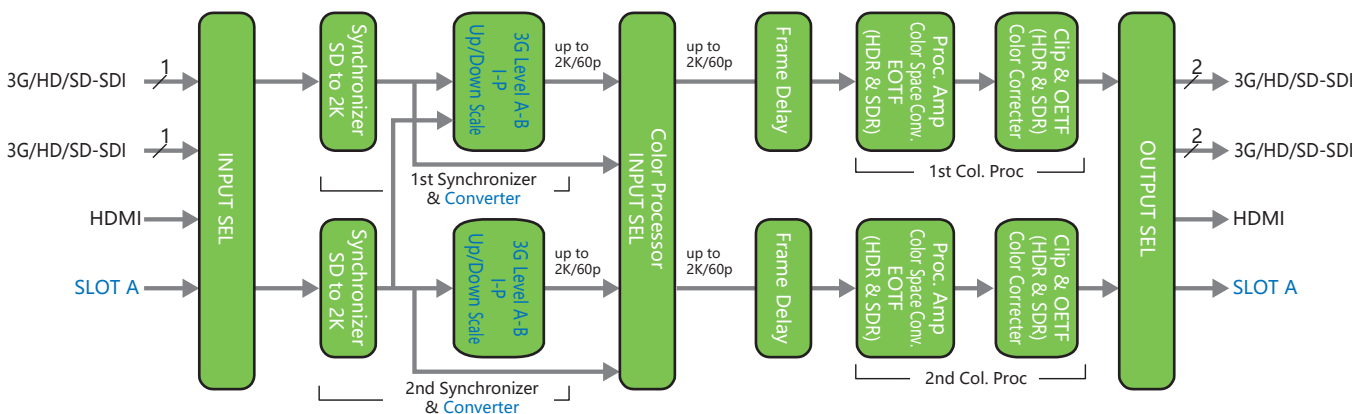 3G/HD/SD-SDI
1
3G/HD/SD-SDI
1
HDMI
SLOT A
INPUT SEL
Synchronizer
SD to 2K
3G Level A-B
I-P
Up/Down Scale
up to
2K/60p
1st Synchronizer
& Converter
Synchronizer
SD to 2K
3G Level A-B
I-P
Up/Down Scale
up to
2K/60p
2nd Synchronizer
& Converter
Color Processor
INPUT SEL
up to
2K/60p
Frame Delay
Proc. Amp
Color Space Conv.
EOTF
(HDR & SDR)
Clip & OETF
(HDR & SDR)
Color Correcter
1st Col. Proc
up to
2K/60p
Frame Delay
Proc. Amp
Color Space Conv.
EOTF
(HDR & SDR)
Clip & OETF
(HDR & SDR)
Color Correcter
2nd Col. Proc
OUTPUT SEL
2
3G/HD/SD-SDI
2
3G/HD/SD-SDI
HDMI
SLOT A